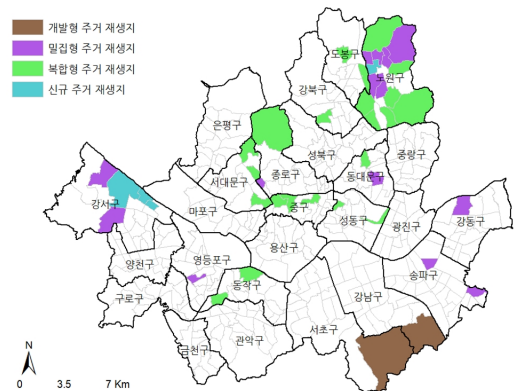 개발형 주거 재생지
밀집형 주거 재생지
복합형 주거 재생지
신규 주거 재생지
도봉구
노원구
강북구
은평구
성북구
중랑구
서대문구
종로구
동대문구
강서구
마포구
중구
성동구
광진구
강동구
용산구
양천구
영등포구
송파구
동작구
강남구
구로구
서초구
관악구
금천구
N
0 3.5 7 Km